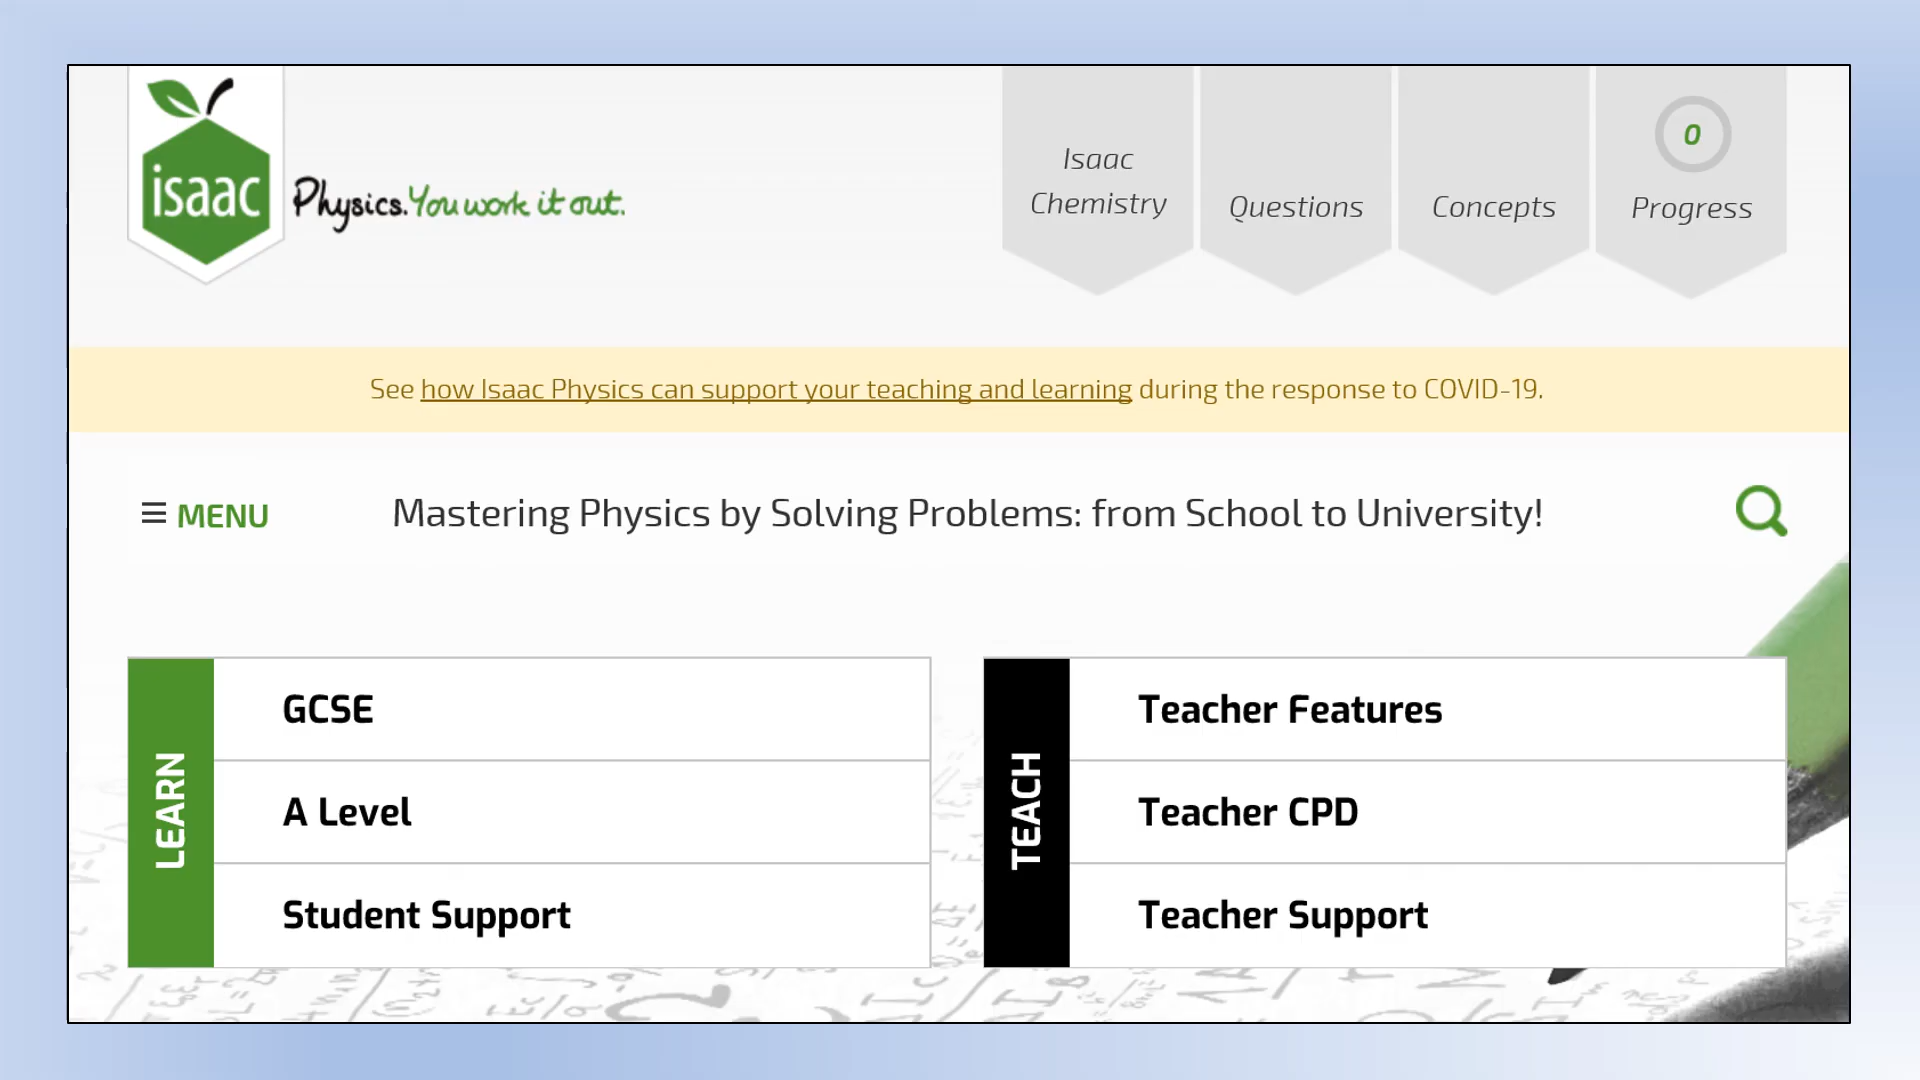 isaac
Physics. You work it out.
Isaac
Chemistry
Questions
Concepts
0
Progress
See how Isaac Physics can support your teaching and learning during the response to COVID-19.
MENU
Mastering Physics by Solving Problems: from School to University!
LEARN
GCSE
A Level
Student Support
TEACH
Teacher Features
Teacher CPD
Teacher Support